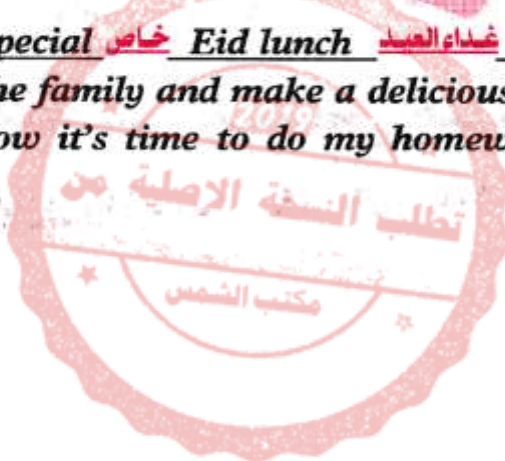 pecial خاص Eid lunch غداء العيد
he family and make a delicious
ow it's time to do my homew
2019
تطلب النسخة الاصلية من
مكتب الشمس